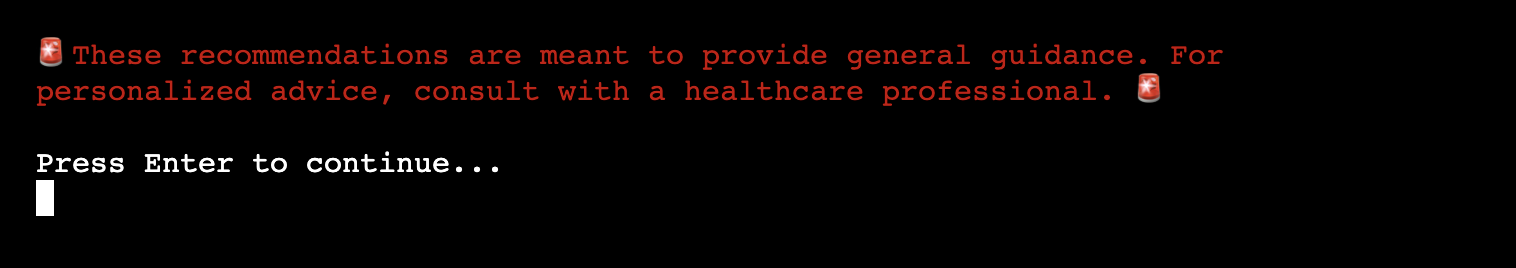 🚨 These recommendations are meant to provide general guidance. For
personalized advice, consult with a healthcare professional. 🚨
Press Enter to continue...